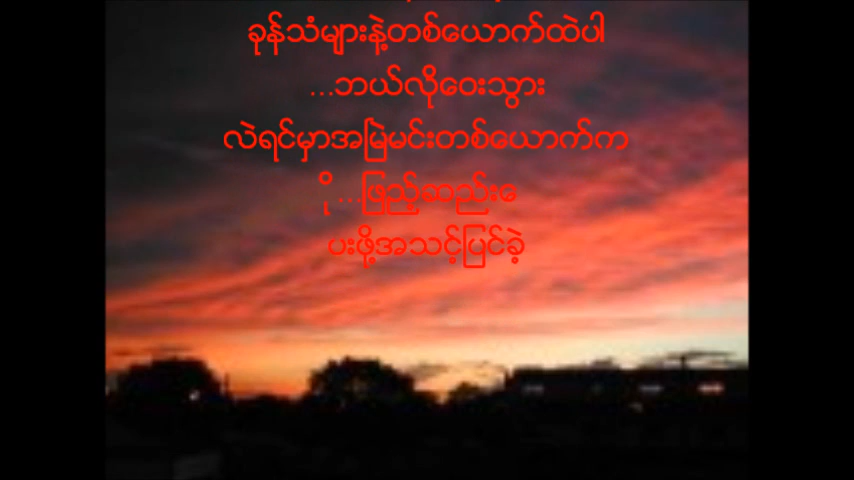 ခုန်သံများနဲ့တစ်ယောက်ထဲပါ
...ဘယ်လိုဝေးသွား
လဲရင်မှာအမြဲမင်းတစ်ယောက်က
ို...ဖြည့်ဆည်းေ
ပးဖို့အသင့်ပြင်ခဲ့